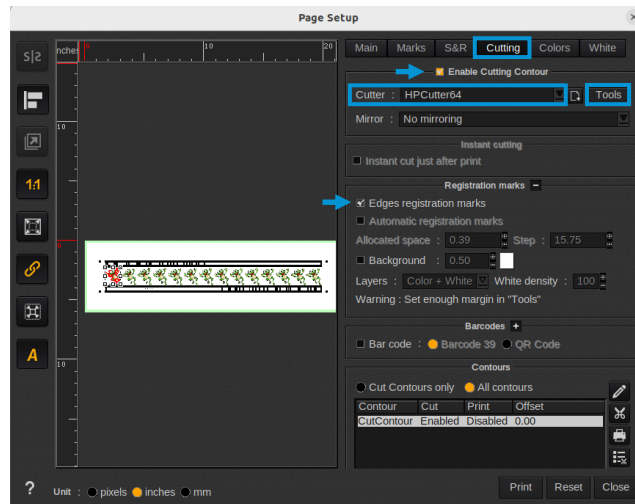 Page Setup
S|2
nches
0
10
20
Main Marks S&R Cutting Colors White
Enable Cutting Contour
Cutter : HPCutter64 Tools
Mirror : No mirroring
Instant cutting
Instant cut just after print
Registration marks
Edges registration marks
Automatic registration marks
Allocated space : 0.39 Step : 15.75
Background : 0.50
Layers : Color + White White density : 100
Warning : Set enough margin in "Tools"
Barcodes
Bar code : Barcode 39 QR Code
Contours
Cut Contours only All contours
Contour Cut Print Offset
CutContour Enabled Disabled 0.00
10
0
10
1:1
A
? Unit : pixels inches mm
Print Reset Close